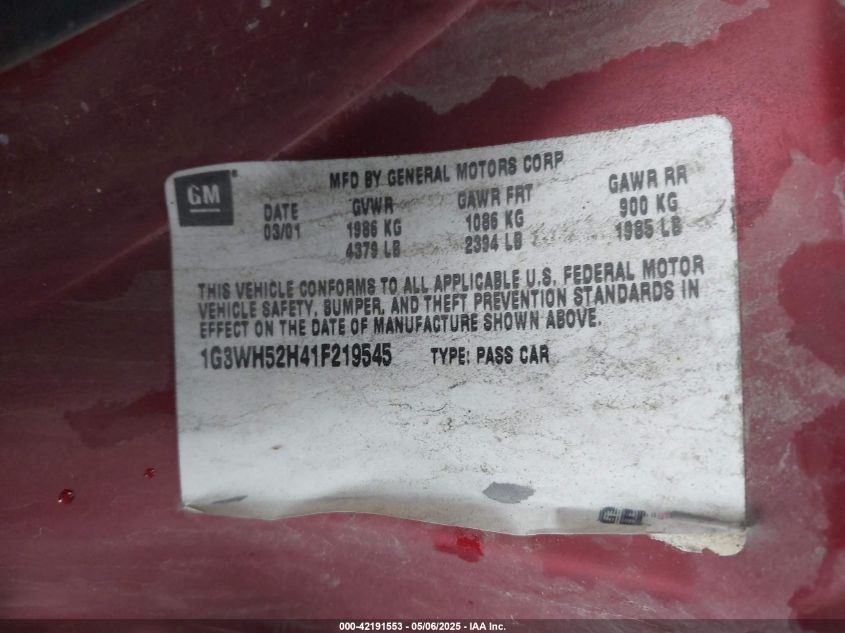 GM
MFD BY GENERAL MOTORS CORP
DATE GVWR GAWR FRT GAWR RR
03/01 1986 KG 1086 KG 900 KG
4379 LB 2394 LB 1985 LB
THIS VEHICLE CONFORMS TO ALL APPLICABLE U.S. FEDERAL MOTOR
VEHICLE SAFETY, BUMPER, AND THEFT PREVENTION STANDARDS IN
EFFECT ON THE DATE OF MANUFACTURE SHOWN ABOVE.
1G3WH52H41F219545 TYPE: PASS CAR
000-42191553 — 05/06/2025 — IAA Inc.